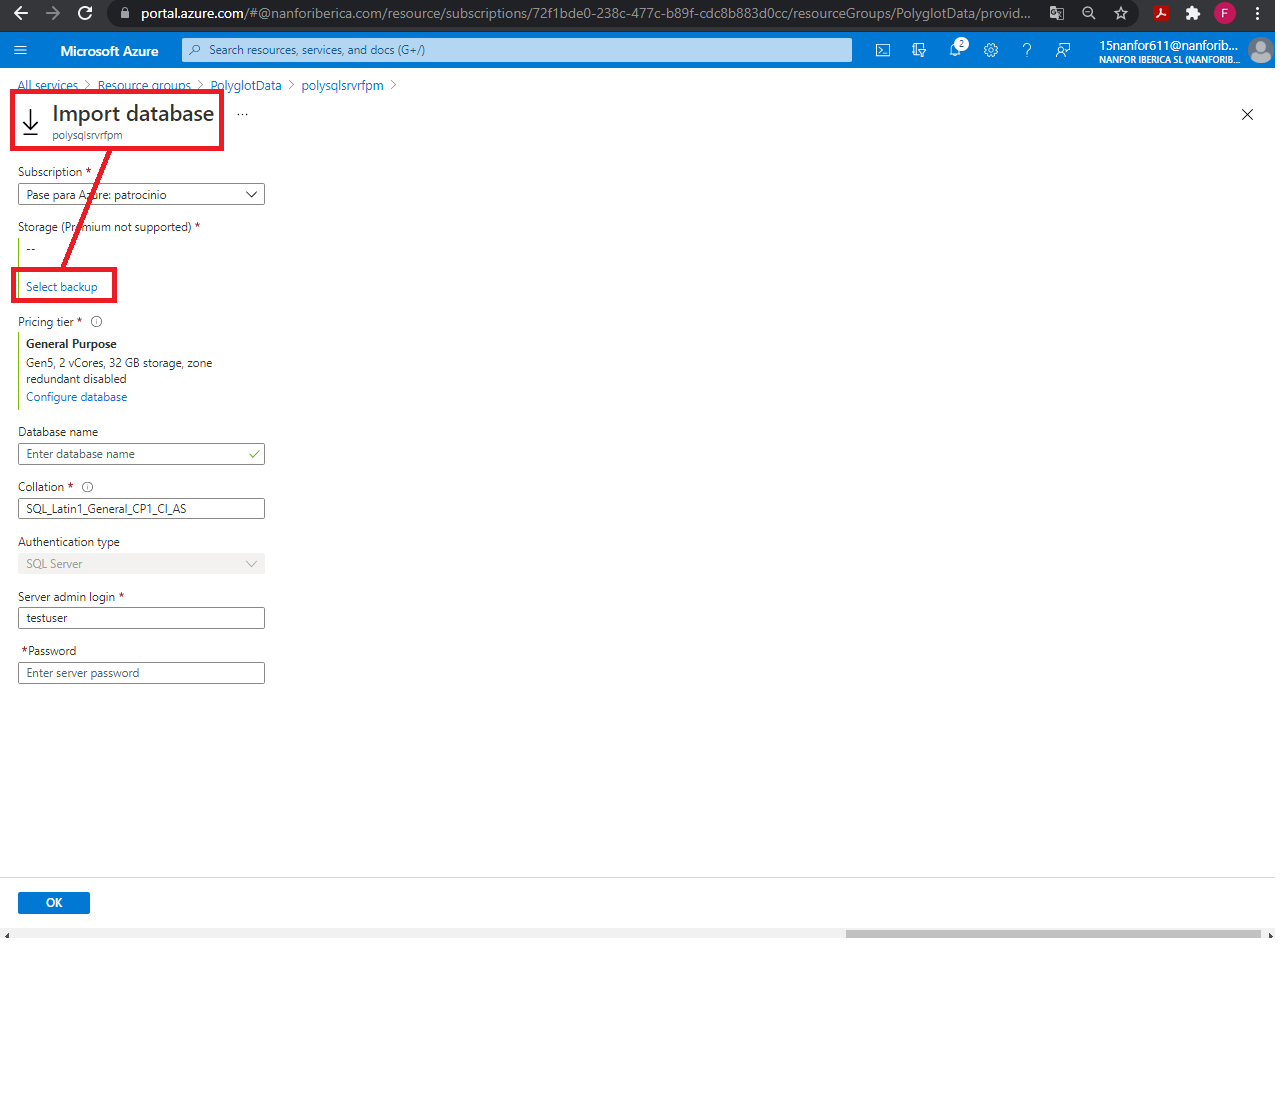 portal.azure.com/#@nanforiberica.com/resource/subscriptions/72f1bde0-238c-477c-b89f-cdc8b883d0cc/resourceGroups/PolyglotData/provid...
F
Microsoft Azure
Search resources, services, and docs (G+/)
2
15nanfor611@nanforib...
NANFOR IBERICA SL (NANFORIB...
All services > Resource groups > PolyglotData > polysqlsrvrfpm >
Import database ...
polysqlsrvrfpm
Subscription *
Pase para Azure: patrocinio
Storage (Premium not supported) *
--
Select backup
Pricing tier *
General Purpose
Gen5, 2 vCores, 32 GB storage, zone
redundant disabled
Configure database
Database name
Enter database name
Collation *
SQL_Latin1_General_CP1_CI_AS
Authentication type
SQL Server
Server admin login *
testuser
*Password
Enter server password
OK